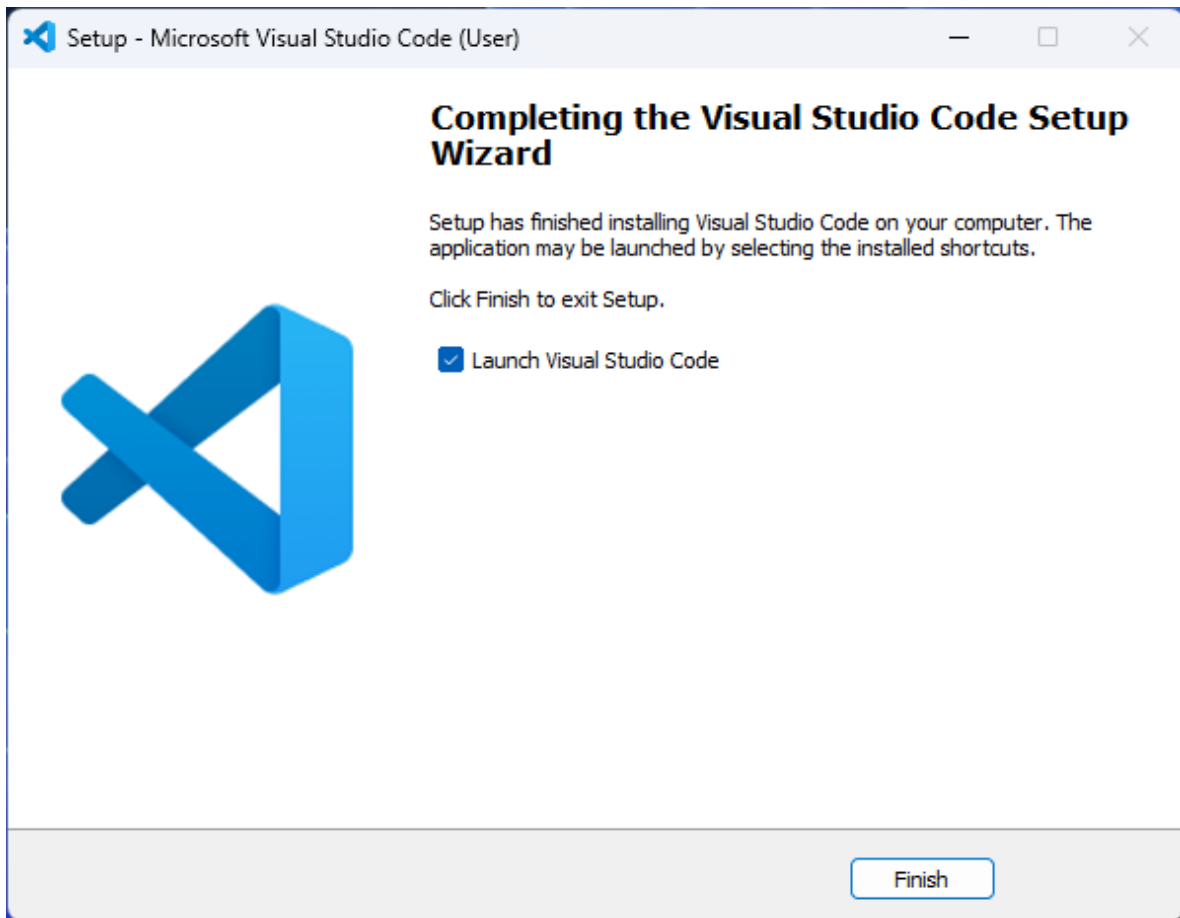 Setup - Microsoft Visual Studio Code (User)
Completing the Visual Studio Code Setup
Wizard
Setup has finished installing Visual Studio Code on your computer. The
application may be launched by selecting the installed shortcuts.
Click Finish to exit Setup.
Launch Visual Studio Code
Finish